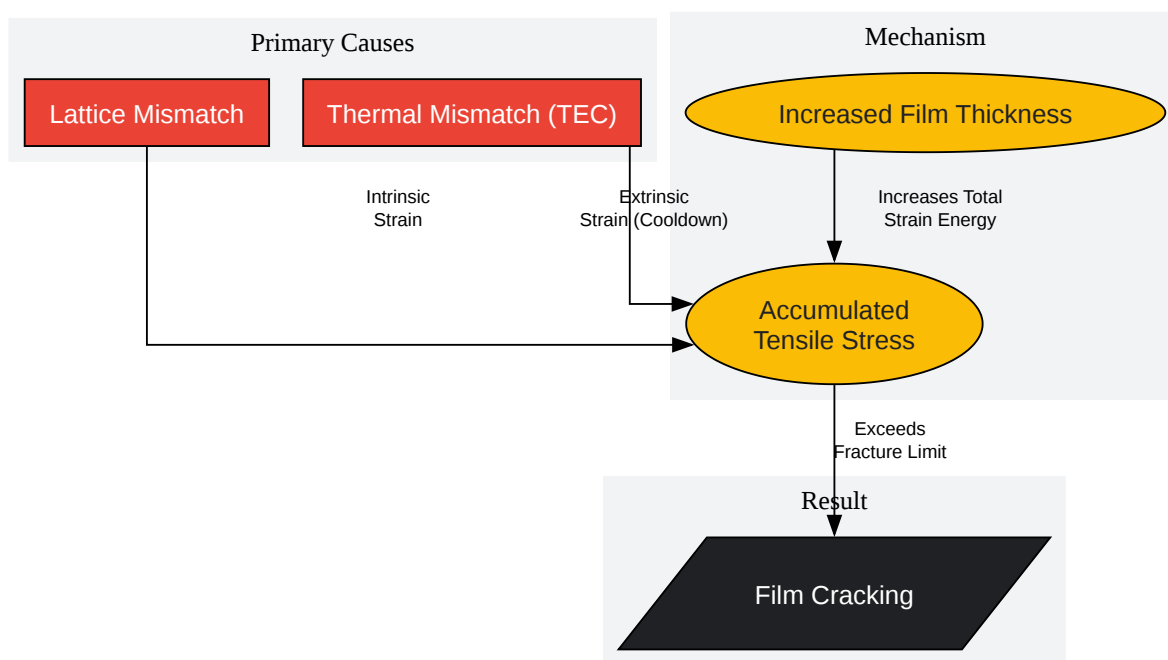 Primary Causes
Mechanism
Lattice Mismatch
Thermal Mismatch (TEC)
Increased Film Thickness
Intrinsic
Strain
Extrinsic
Strain (Cooldown)
Increases Total
Strain Energy
Accumulated
Tensile Stress
Exceeds
Fracture Limit
Result
Film Cracking